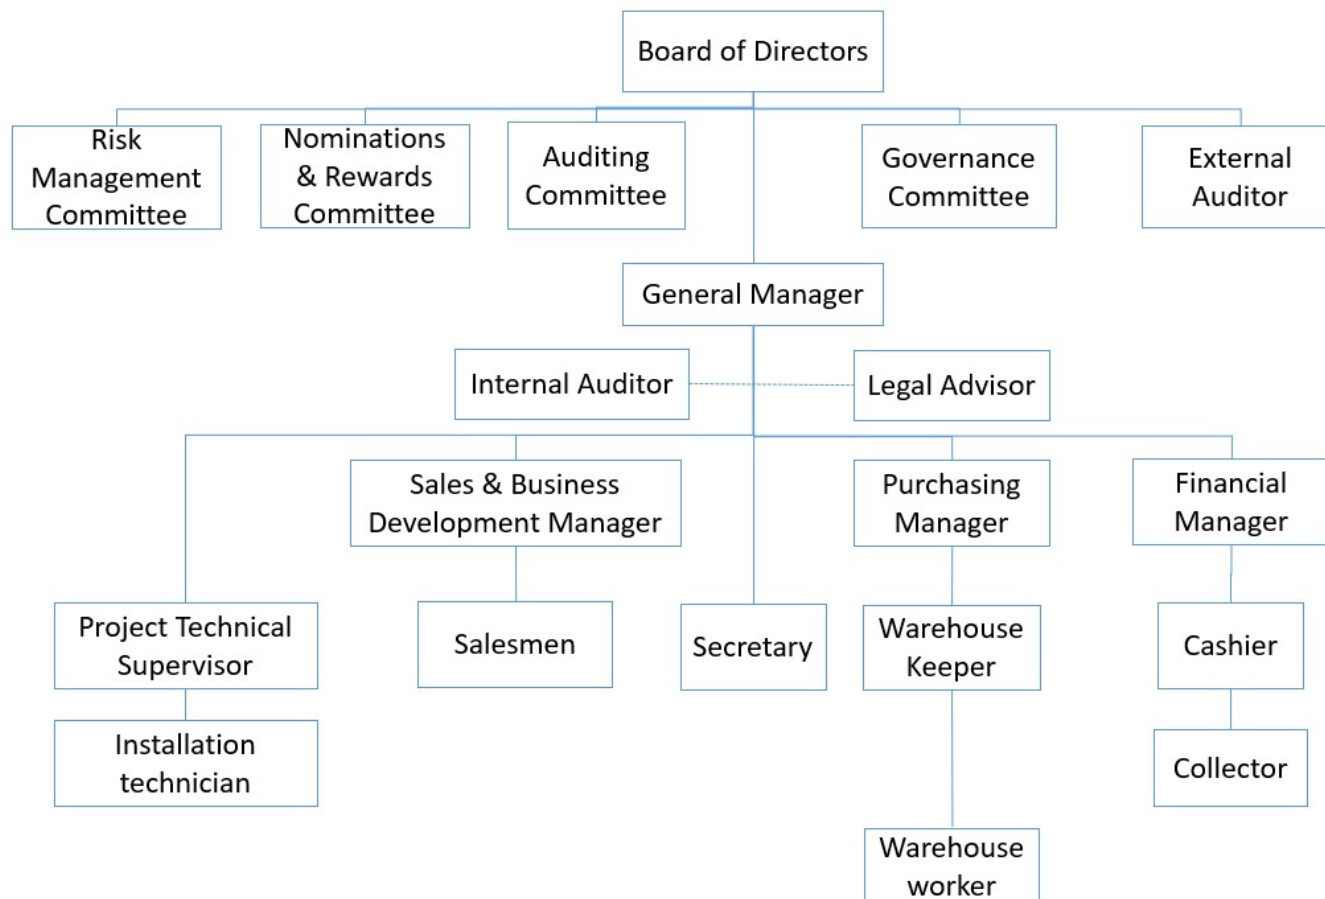 Board of Directors
Risk
Management
Committee
Nominations
& Rewards
Committee
Auditing
Committee
Governance
Committee
External
Auditor
General Manager
Internal Auditor
Legal Advisor
Sales & Business
Development Manager
Purchasing
Manager
Financial
Manager
Project Technical
Supervisor
Salesmen
Secretary
Warehouse
Keeper
Cashier
Installation
technician
Collector
Warehouse
worker